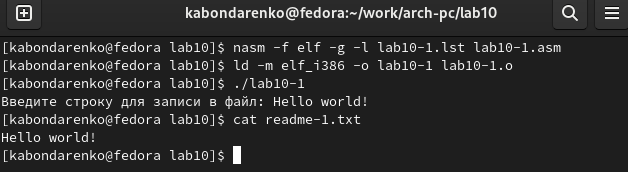 kabondarenko@fedora:~/work/arch-pc/lab10
[kabondarenko@fedora lab10]$ nasm -f elf -g -l lab10-1.lst lab10-1.asm
[kabondarenko@fedora lab10]$ ld -m elf_i386 -o lab10-1 lab10-1.o
[kabondarenko@fedora lab10]$ ./lab10-1
Введите строку для записи в файл: Hello world!
[kabondarenko@fedora lab10]$ cat readme-1.txt
Hello world!
[kabondarenko@fedora lab10]$